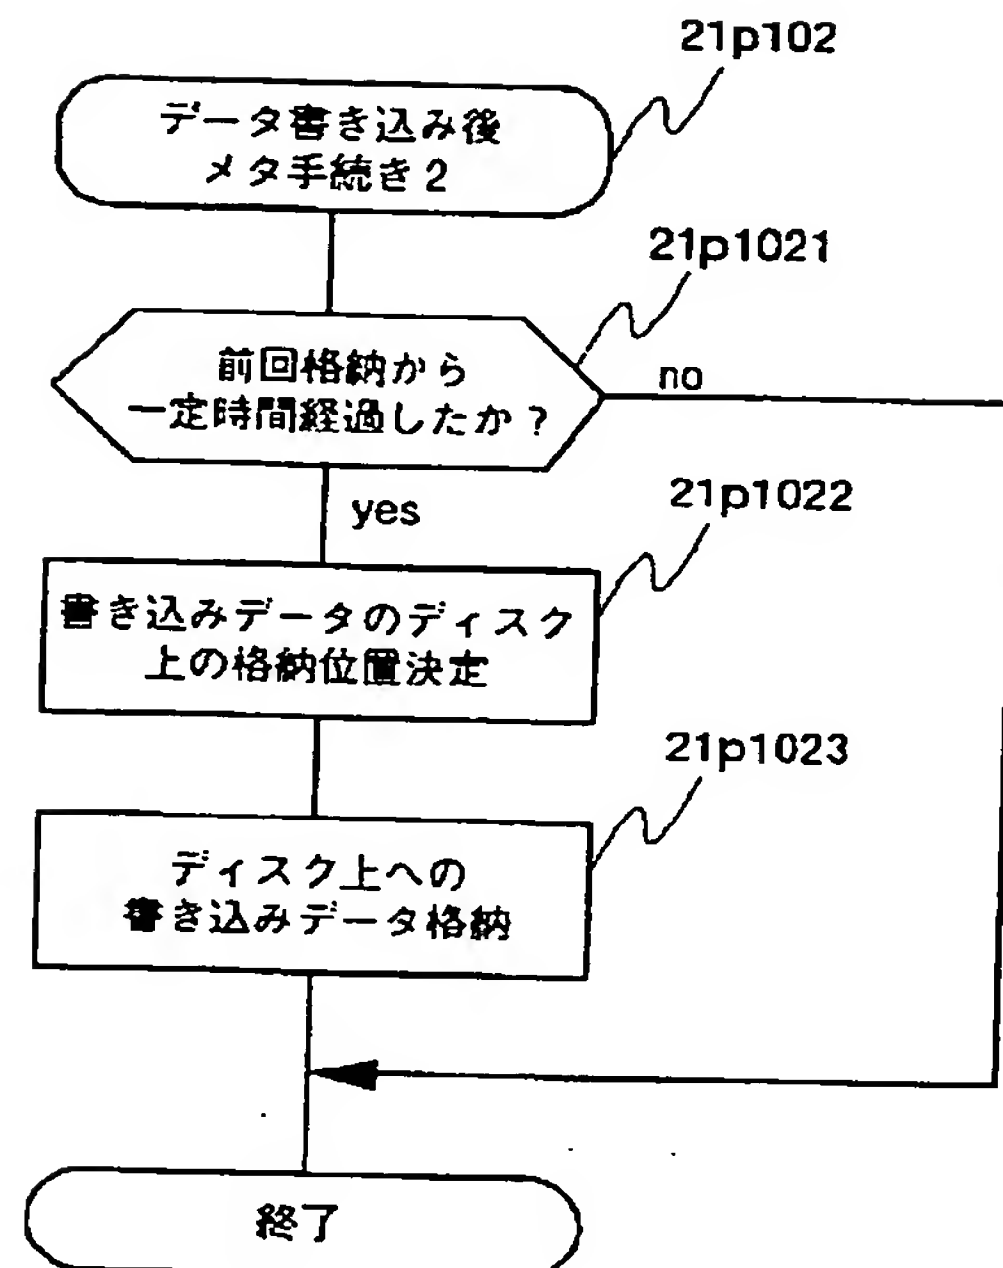 21p102
データ書き込み後
メタ手続き2
21p1021
前回格納から
一定時間経過したか?
no
yes
21p1022
書き込みデータのディスク
上の格納位置決定
21p1023
ディスク上への
書き込みデータ格納
終了